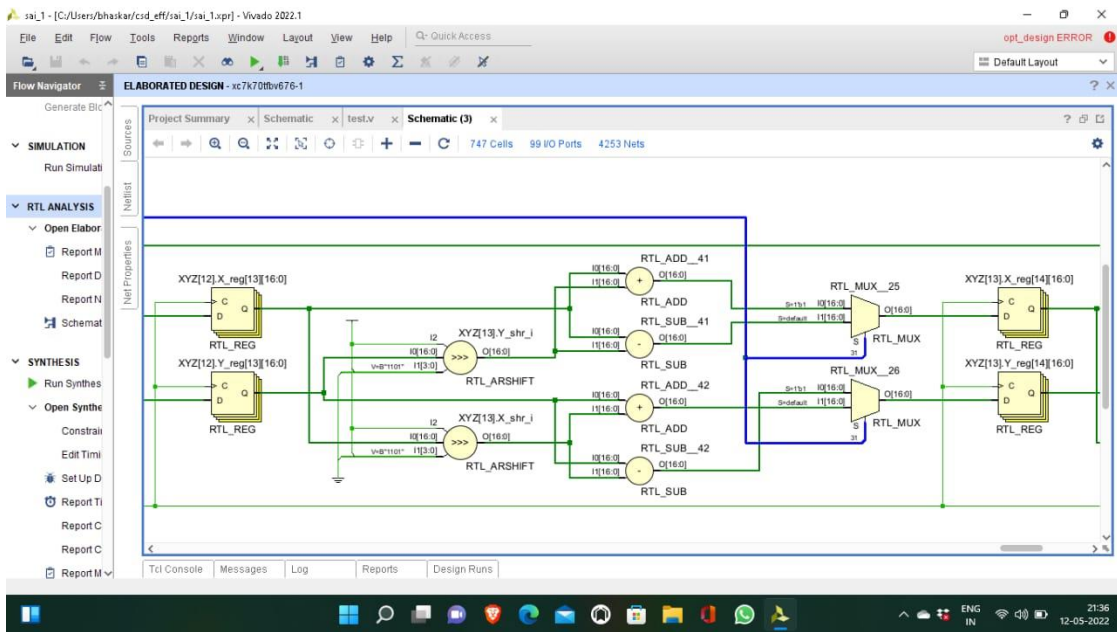 sai_1 - [C:/Users/bhaskar/csd_eff/sai_1/sai_1.xpr] - Vivado 2022.1
File Edit Flow Tools Reports Window Layout View Help Q- Quick Access opt_design ERROR
Default Layout
Flow Navigator ELABORATED DESIGN - xc7k70tfbv676-1
Generate Blo
SIMULATION
Run Simulati
RTL ANALYSIS
Open Elabor
Report M
Report D
Report N
Schemat
SYNTHESIS
Run Synthes
Open Synthe
Constrai
Edit Timi
Set Up D
Report Ti
Report C
Report C
Report M
Sources
Netlist
Net Properties
Project Summary Schematic test.v Schematic (3)
747 Cells 99 I/O Ports 4253 Nets
XYZ[12].X_reg[13][16:0]
C
D
Q
RTL_REG
XYZ[12].Y_reg[13][16:0]
C
D
Q
RTL_REG
I2
XYZ[13].Y_shr_i
I0[16:0]
V=B"1101" I1[3:0]
>>> O[16:0]
RTL_ARSHIFT
I2
XYZ[13].X_shr_i
I0[16:0]
V=B"1101" I1[3:0]
>>> O[16:0]
RTL_ARSHIFT
RTL_ADD__41
I0[16:0]
I1[16:0]
+ O[16:0]
RTL_ADD
RTL_SUB__41
I0[16:0]
I1[16:0]
- O[16:0]
RTL_SUB
RTL_ADD__42
I0[16:0]
I1[16:0]
+ O[16:0]
RTL_ADD
RTL_SUB__42
I0[16:0]
I1[16:0]
- O[16:0]
RTL_SUB
RTL_MUX__25
S=1'b1 I0[16:0]
S=default I1[16:0]
O[16:0]
S
31
RTL_MUX
RTL_MUX__26
S=1'b1 I0[16:0]
S=default I1[16:0]
O[16:0]
S
31
RTL_MUX
XYZ[13].X_reg[14][16:0]
C
D
Q
RTL_REG
XYZ[13].Y_reg[14][16:0]
C
D
Q
RTL_REG
Tcl Console Messages Log Reports Design Runs
ENG
IN
21:36
12-05-2022